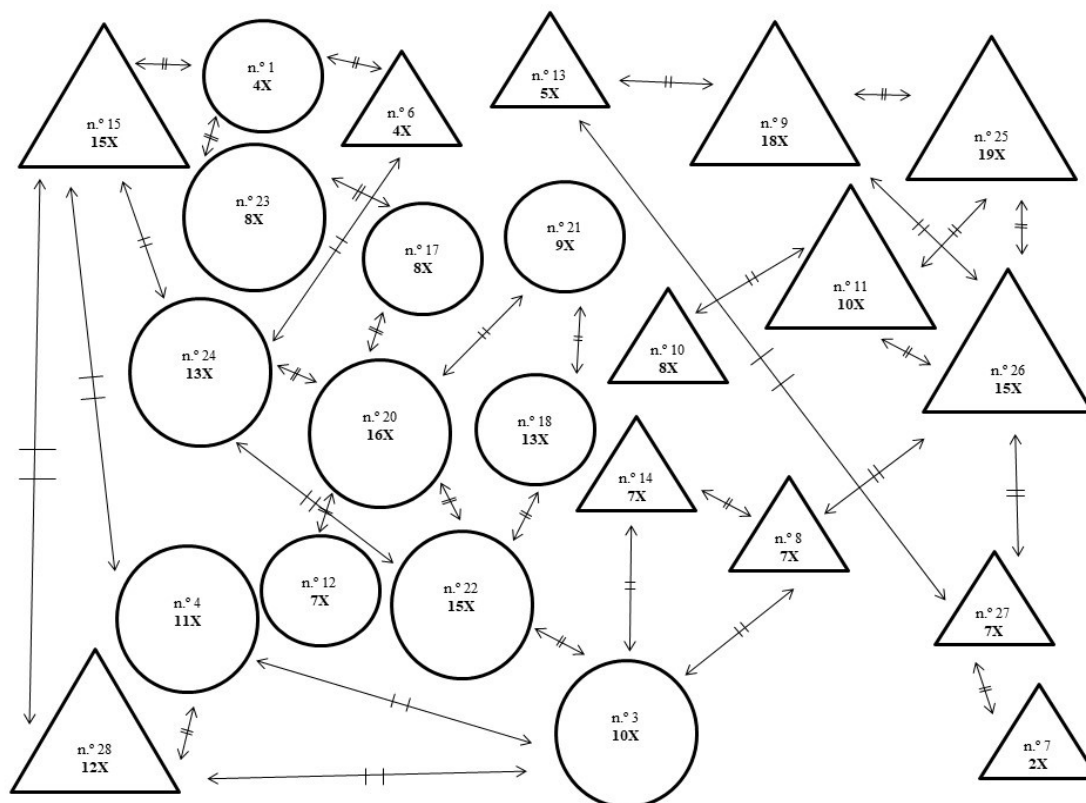 n.º 1
4X
n.º 15
15X
n.º 6
4X
n.º 13
5X
n.º 9
18X
n.º 25
19X
n.º 23
8X
n.º 17
8X
n.º 21
9X
n.º 11
10X
n.º 24
13X
n.º 10
8X
n.º 26
15X
n.º 20
16X
n.º 18
13X
n.º 14
7X
n.º 8
7X
n.º 4
11X
n.º 12
7X
n.º 22
15X
n.º 27
7X
n.º 3
10X
n.º 28
12X
n.º 7
2X